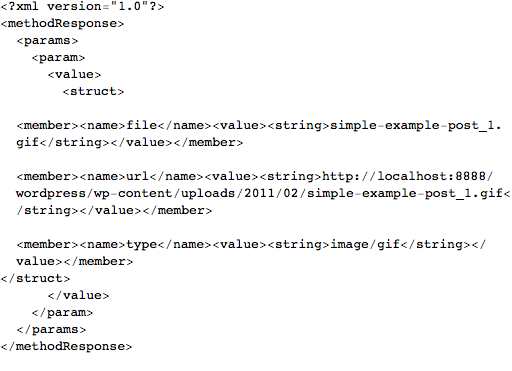 <?xml version="1.0"?>
<methodResponse>
  <params>
    <param>
      <value>
        <struct>

  <member><name>file</name><value><string>simple-example-post_1.
  gif</string></value></member>

  <member><name>url</name><value><string>http://localhost:8888/
  wordpress/wp-content/uploads/2011/02/simple-example-post_1.gif<
  /string></value></member>

  <member><name>type</name><value><string>image/gif</string></
  value></member>
</struct>
      </value>
    </param>
  </params>
</methodResponse>